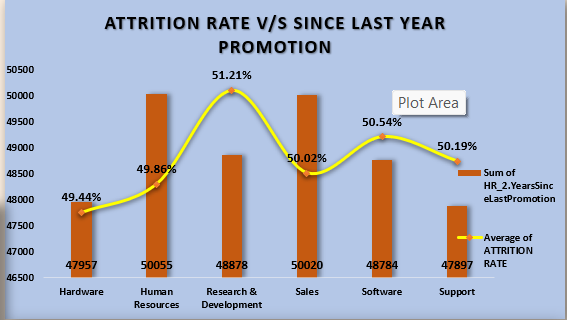 ATTRITION RATE V/S SINCE LAST YEAR
PROMOTION
50500
50000
49500
49000
48500
48000
47500
47000
46500
49.44%
49.86%
51.21%
50.02%
50.54%
50.19%
Plot Area
47957
50055
48878
50020
48784
47897
Hardware
Human
Resources
Research &
Development
Sales
Software
Support
Sum of
HR_2.YearsSinc
eLastPromotion
Average of
ATTRITION
RATE